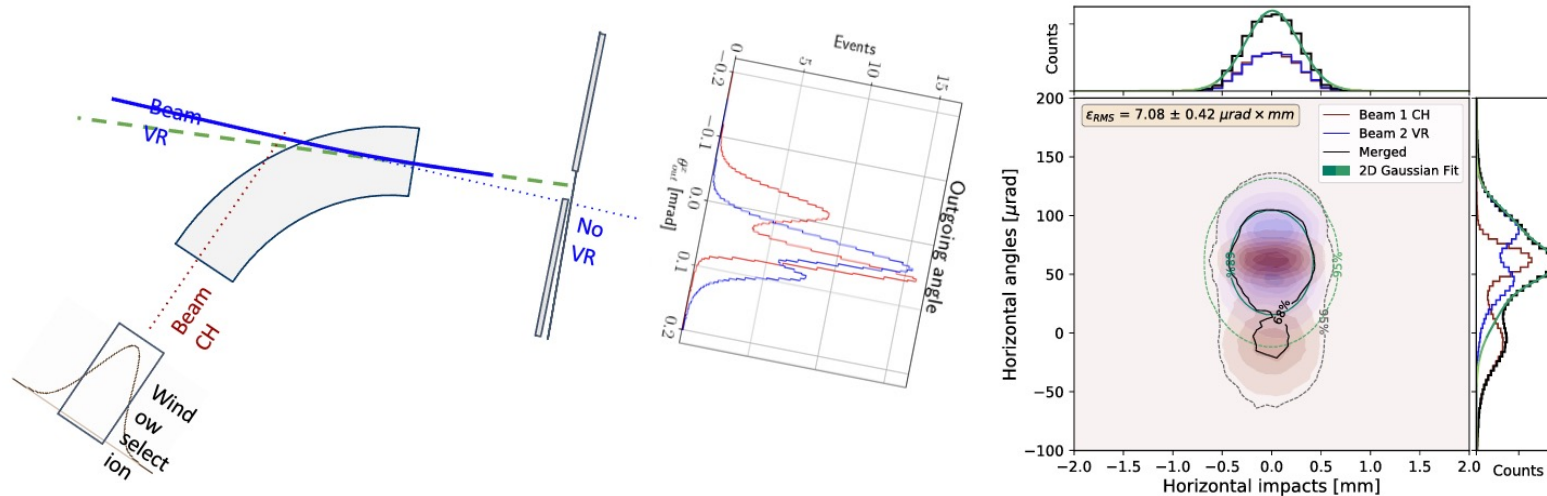 Beam
VR
No
VR
Beam
CH
Wind
ow
select
ion
Events
0
5
10
15
−0.2
−0.1
0.0
0.1
0.2
θˣout [mrad]
Outgoing angle
Counts
200
150
100
50
0
−50
−100
Horizontal angles [μrad]
εRMS = 7.08 ± 0.42 μrad × mm
Beam 1 CH
Beam 2 VR
Merged
2D Gaussian Fit
68%
95%
68%
95%
−2.0 −1.5 −1.0 −0.5 0.0 0.5 1.0 1.5 2.0
Horizontal impacts [mm]
Counts